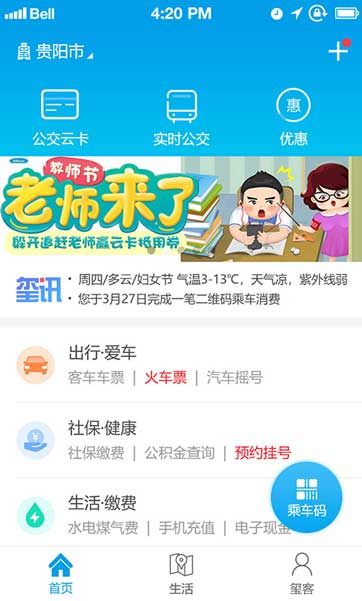 Bell 4:20 PM
贵阳市
公交云卡 实时公交 优惠
惠
教师节
老师来了
躲开追赶老师赢云卡抵用券
玺讯
• 周四/多云/妇女节 气温3-13°C，天气凉，紫外线弱
• 您于3月27日完成一笔二维码乘车消费
出行·爱车
客车车票 | 火车票 | 汽车摇号
社保·健康
社保缴费 | 公积金查询 | 预约挂号
生活·缴费
水电煤气费 | 手机充值 | 电子现金
乘车码
首页 生活 玺客